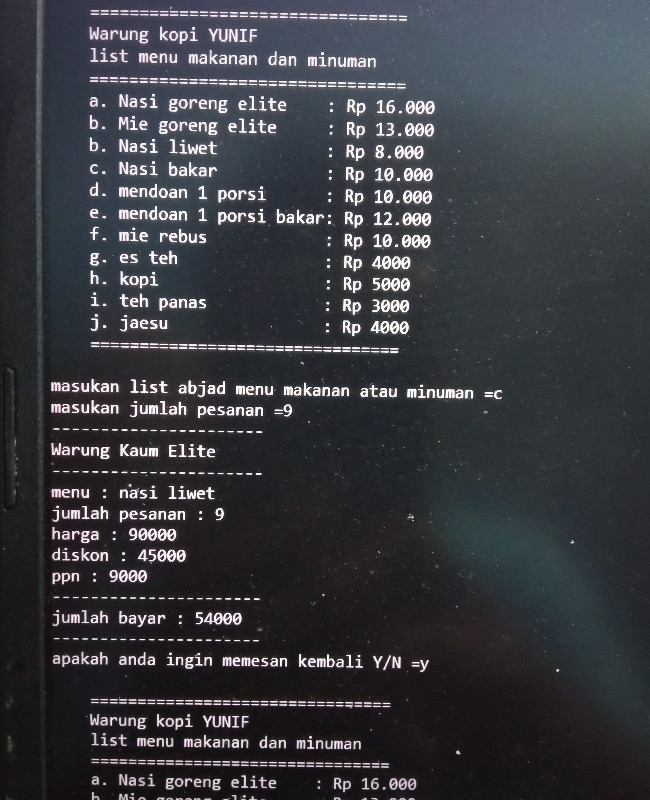 ================================
Warung kopi YUNIF
list menu makanan dan minuman
================================
a. Nasi goreng elite : Rp 16.000
b. Mie goreng elite : Rp 13.000
b. Nasi liwet : Rp 8.000
c. Nasi bakar : Rp 10.000
d. mendoan 1 porsi : Rp 10.000
e. mendoan 1 porsi bakar: Rp 12.000
f. mie rebus : Rp 10.000
g. es teh : Rp 4000
h. kopi : Rp 5000
i. teh panas : Rp 3000
j. jaesu : Rp 4000
================================
masukan list abjad menu makanan atau minuman =c
masukan jumlah pesanan =9
----------------------
Warung Kaum Elite
----------------------
menu : nasi liwet
jumlah pesanan : 9
harga : 90000
diskon : 45000
ppn : 9000
----------------------
jumlah bayar : 54000
----------------------
apakah anda ingin memesan kembali Y/N =y
================================
Warung kopi YUNIF
list menu makanan dan minuman
================================
a. Nasi goreng elite : Rp 16.000